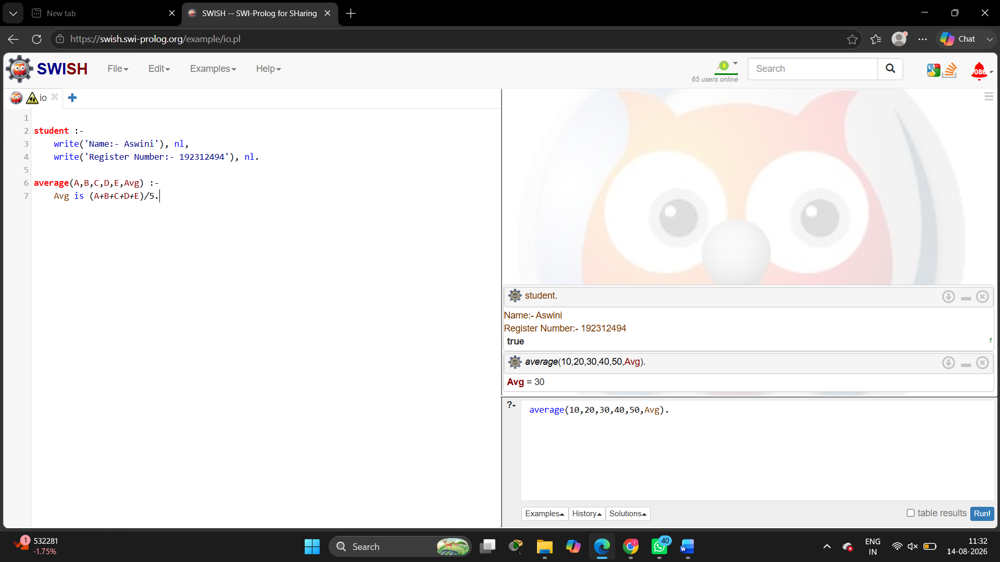 New tab
SWISH -- SWI-Prolog for SHaring
https://swish.swi-prolog.org/example/io.pl
Chat
SWISH
File
Edit
Examples
Help
65 users online
Search
086
io
1
2 student :-
3 write('Name:- Aswini'), nl,
4 write('Register Number:- 192312494'), nl.
5
6 average(A,B,C,D,E,Avg) :-
7 Avg is (A+B+C+D+E)/5.
student.
Name:- Aswini
Register Number:- 192312494
true
1
average(10,20,30,40,50,Avg).
Avg = 30
?- average(10,20,30,40,50,Avg).
Examples
History
Solutions
table results
Run!
1
532281
-1.75%
Search
40
ENG
IN
11:32
14-08-2026